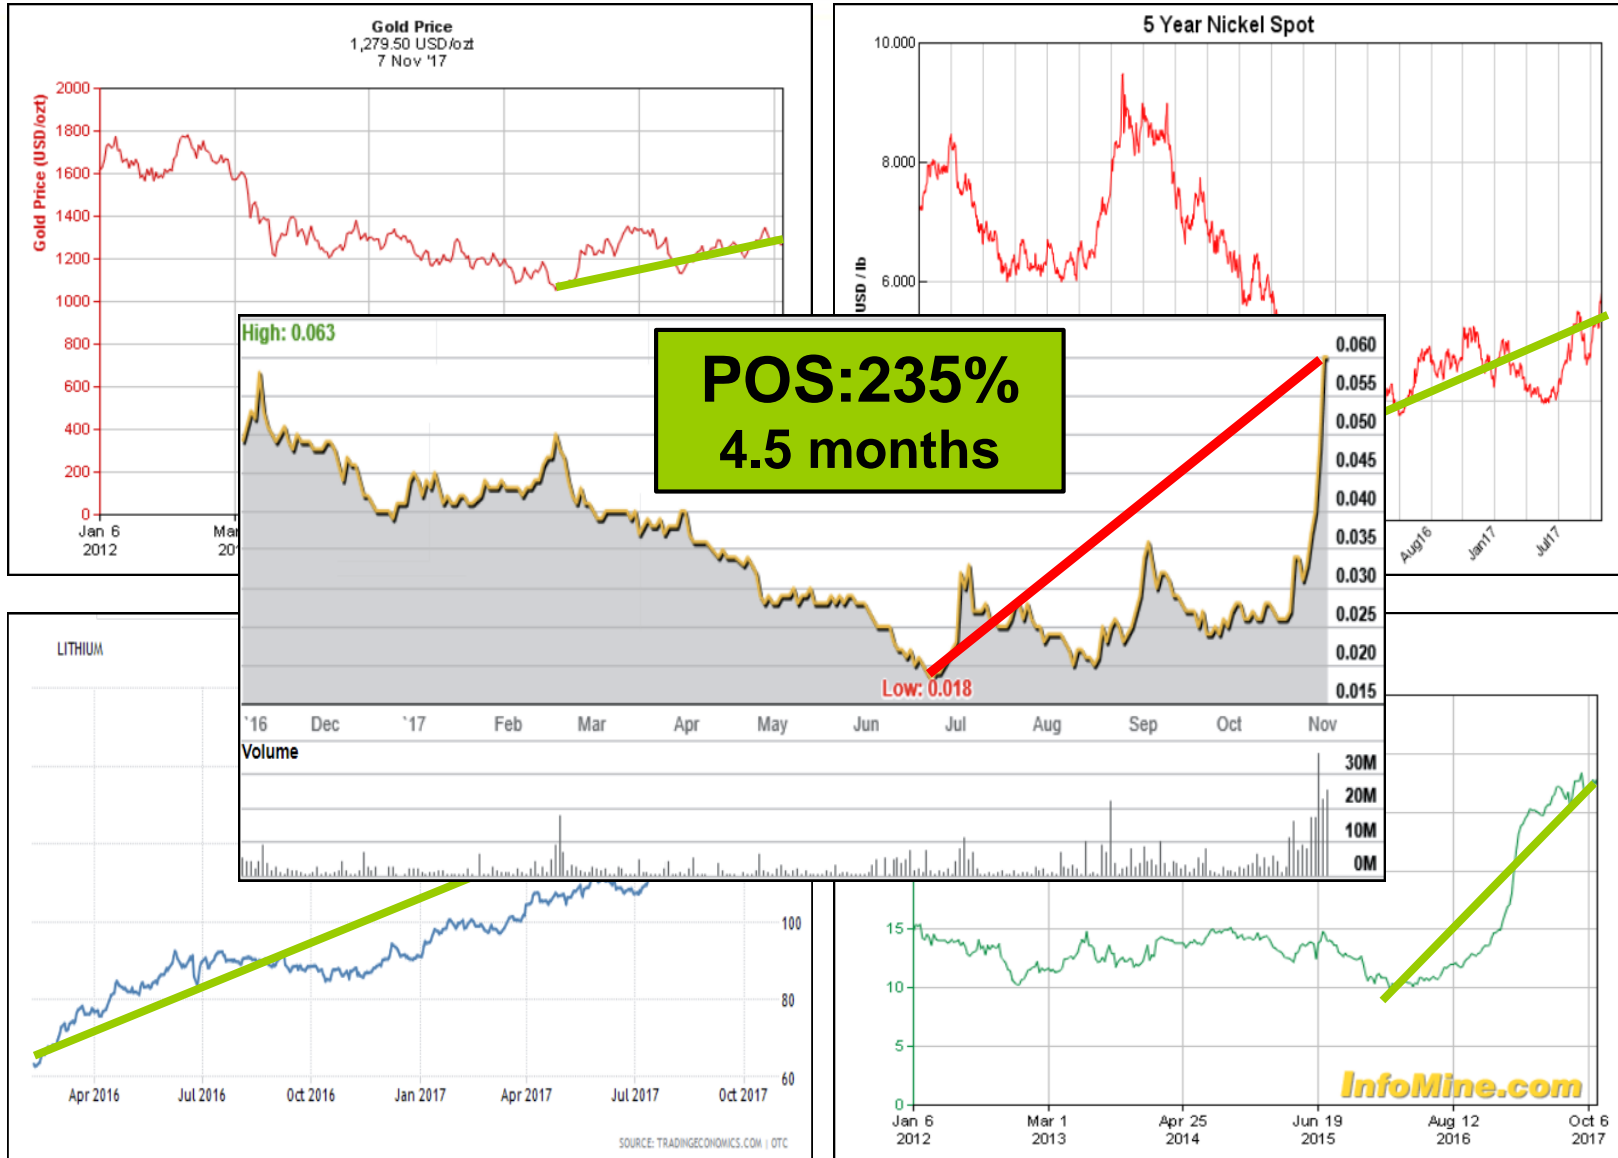 Gold Price
1,279.50 USD/ozt
7 Nov '17
Gold Price (USD/ozt)
2000
1800
1600
1400
1200
1000
800
600
400
200
0
Jan 6
2012
Mar
20
5 Year Nickel Spot
10.000
8.000
6.000
USD / lb
Aug16
Jan17
Jul17
High: 0.063
POS:235%
4.5 months
0.060
0.055
0.050
0.045
0.040
0.035
0.030
0.025
0.020
0.015
Low: 0.018
`16 Dec `17 Feb Mar Apr May Jun Jul Aug Sep Oct Nov
Volume
30M
20M
10M
0M
LITHIUM
100
80
60
Apr 2016 Jul 2016 Oct 2016 Jan 2017 Apr 2017 Jul 2017 Oct 2017
SOURCE: TRADINGECONOMICS.COM | OTC
15
10
5
0
InfoMine.com
Jan 6 Mar 1 Apr 25 Jun 19 Aug 12 Oct 6
2012 2013 2014 2015 2016 2017